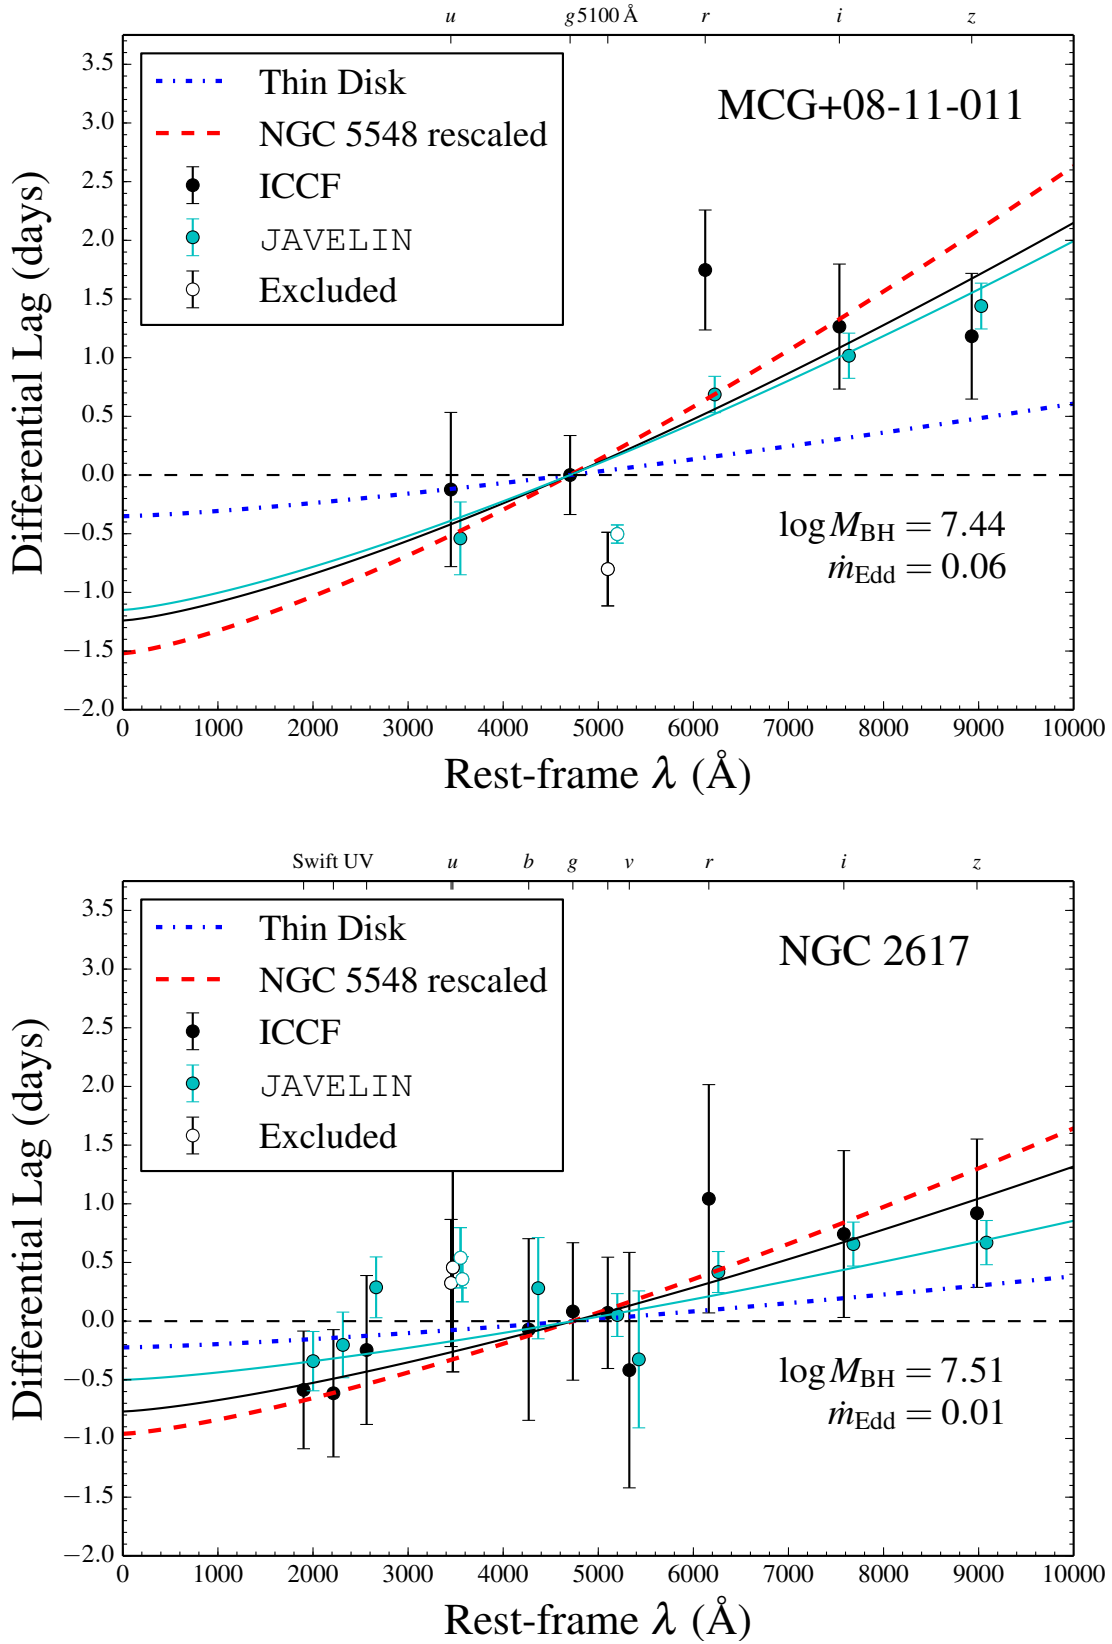 u g 5100 Å r i z
3.5
3.0
2.5
2.0
1.5
1.0
0.5
0.0
−0.5
−1.0
−1.5
−2.0
Differential Lag (days)
Thin Disk
NGC 5548 rescaled
ICCF
JAVELIN
Excluded
MCG+08-11-011
log M_BH = 7.44
ṁ_Edd = 0.06
0 1000 2000 3000 4000 5000 6000 7000 8000 9000 10000
Rest-frame λ (Å)
Swift UV u b g v r i z
3.5
3.0
2.5
2.0
1.5
1.0
0.5
0.0
−0.5
−1.0
−1.5
−2.0
Differential Lag (days)
Thin Disk
NGC 5548 rescaled
ICCF
JAVELIN
Excluded
NGC 2617
log M_BH = 7.51
ṁ_Edd = 0.01
0 1000 2000 3000 4000 5000 6000 7000 8000 9000 10000
Rest-frame λ (Å)